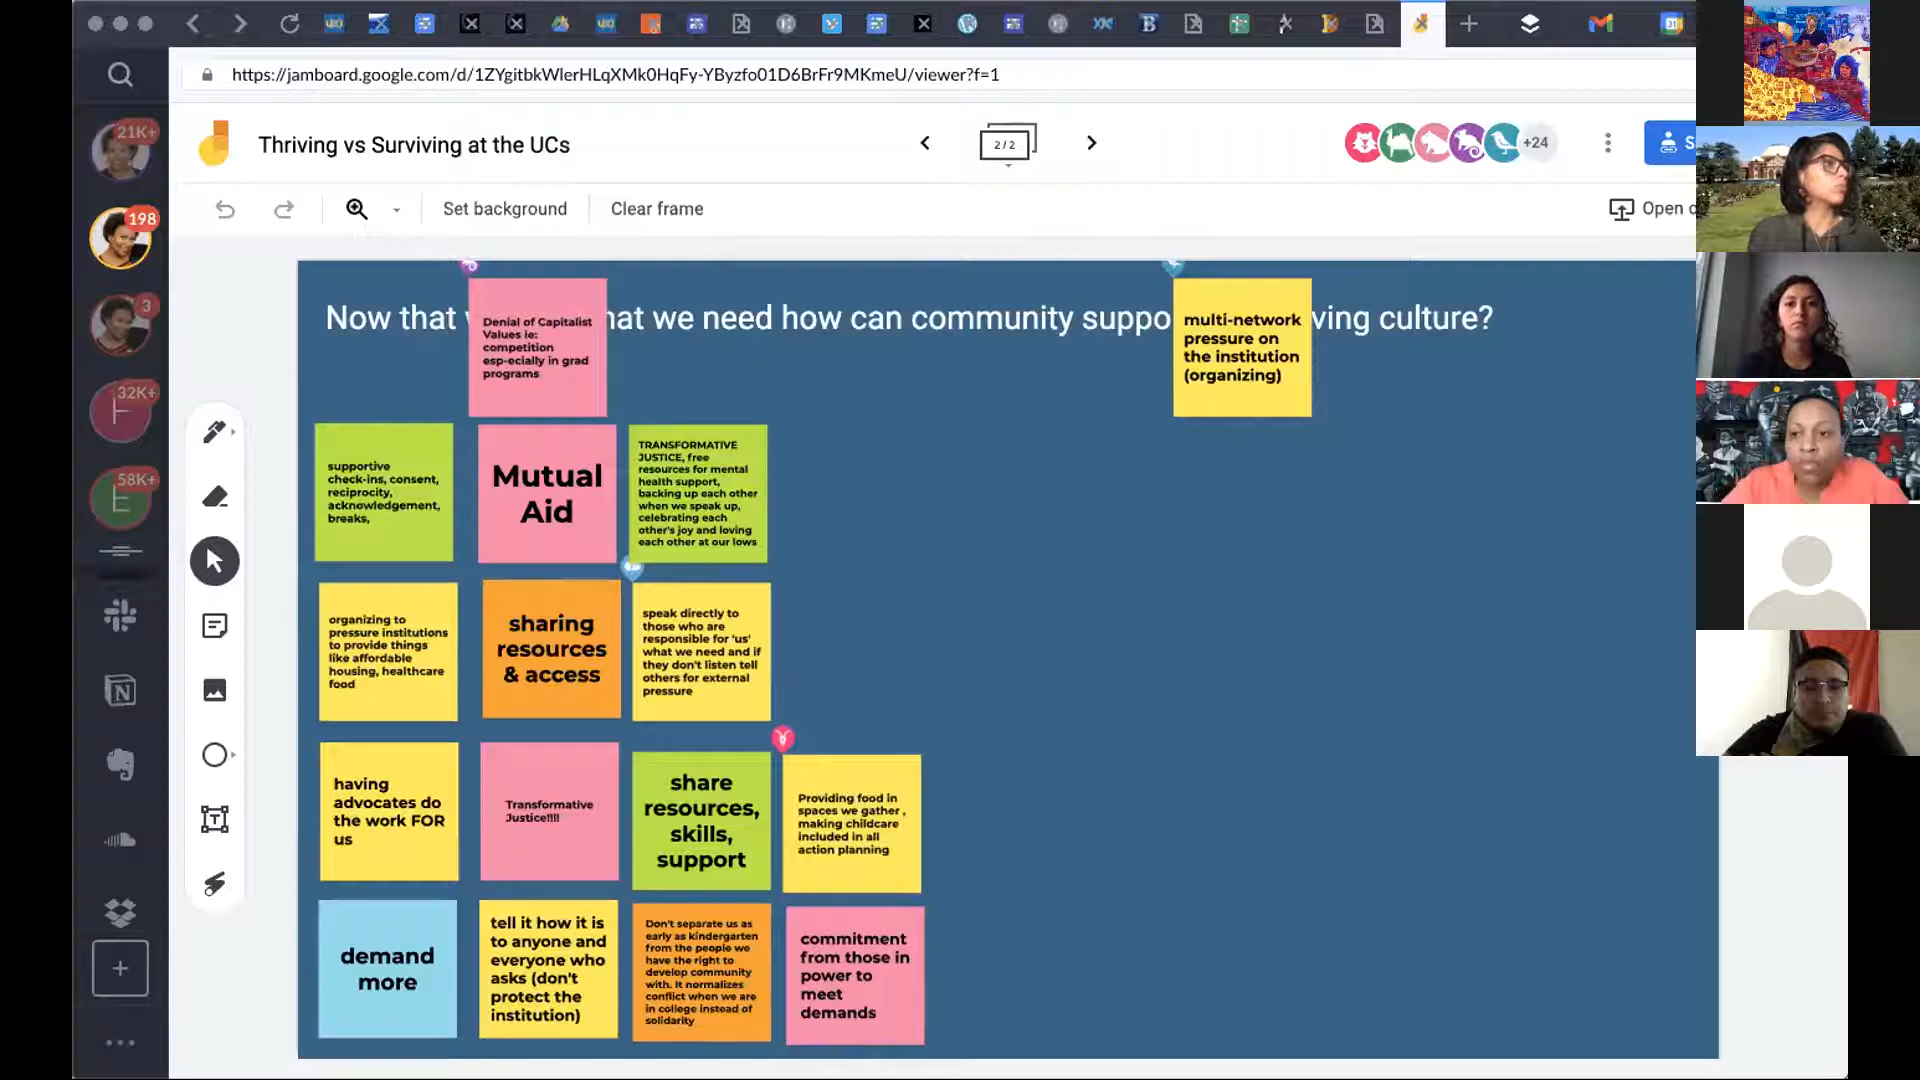 https://jamboard.google.com/d/1ZYgitbkWlerHLqXMk0HqFy-YByzfo01D6BrFr9MKmeU/viewer?f=1
21K+
198
3
32K+
F
58K+
E
Thriving vs Surviving at the UCs
2/2
+24
S
Set background
Clear frame
Open c
Now that
hat we need how can community suppo
ving culture?
Denial of Capitalist
Values ie:
competition
esp-ecially in grad
programs
multi-network
pressure on
the institution
(organizing)
supportive
check-ins, consent,
reciprocity,
acknowledgement,
breaks,
Mutual
Aid
TRANSFORMATIVE
JUSTICE, free
resources for mental
health support,
backing up each other
when we speak up,
celebrating each
other's joy and loving
each other at our lows
organizing to
pressure institutions
to provide things
like affordable
housing, healthcare
food
sharing
resources
& access
speak directly to
those who are
responsible for 'us'
what we need and if
they don't listen tell
others for external
pressure
having
advocates do
the work FOR
us
Transformative
Justice!!!!
share
resources,
skills,
support
Providing food in
spaces we gather ,
making childcare
included in all
action planning
demand
more
tell it how it is
to anyone and
everyone who
asks (don't
protect the
institution)
Don't separate us as
early as kindergarten
from the people we
have the right to
develop community
with. It normalizes
conflict when we are
in college instead of
solidarity
commitment
from those in
power to
meet
demands